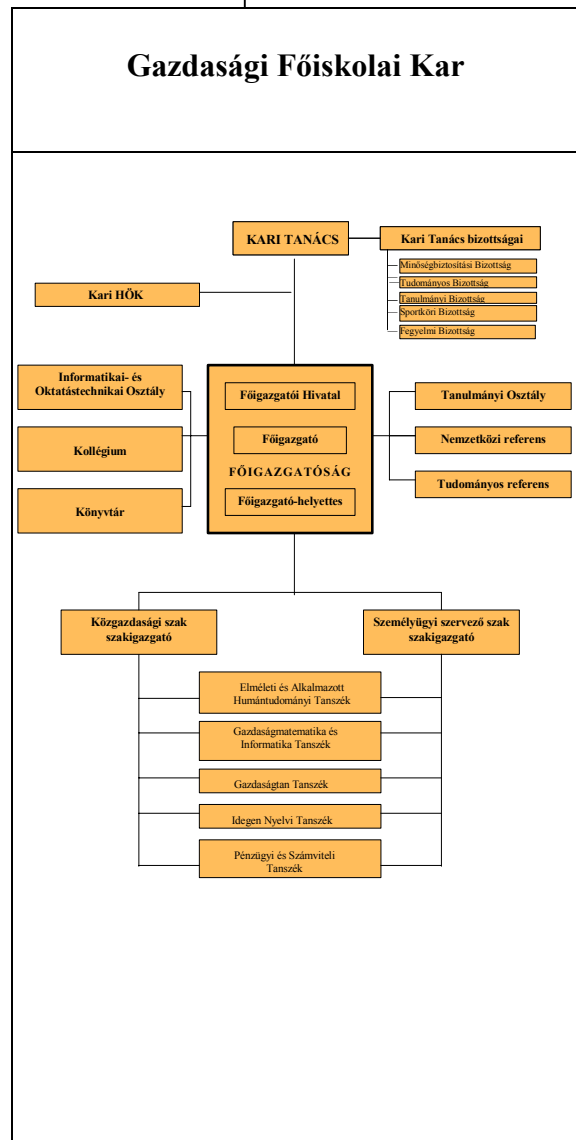 Gazdasági Főiskolai Kar
KARI TANÁCS
Kari Tanács bizottságai
Minőségbiztosítási Bizottság
Tudományos Bizottság
Tanulmányi Bizottság
Sportköri Bizottság
Fegyelmi Bizottság
Kari HÖK
Informatikai- és
Oktatástechnikai Osztály
Kollégium
Könyvtár
Főigazgatói Hivatal
Főigazgató
FŐIGAZGATÓSÁG
Főigazgató-helyettes
Tanulmányi Osztály
Nemzetközi referens
Tudományos referens
Közgazdasági szak
szakigazgató
Személyügyi szervező szak
szakigazgató
Elméleti és Alkalmazott
Humántudományi Tanszék
Gazdaságmatematika és
Informatika Tanszék
Gazdaságtan Tanszék
Idegen Nyelvi Tanszék
Pénzügyi és Számviteli
Tanszék